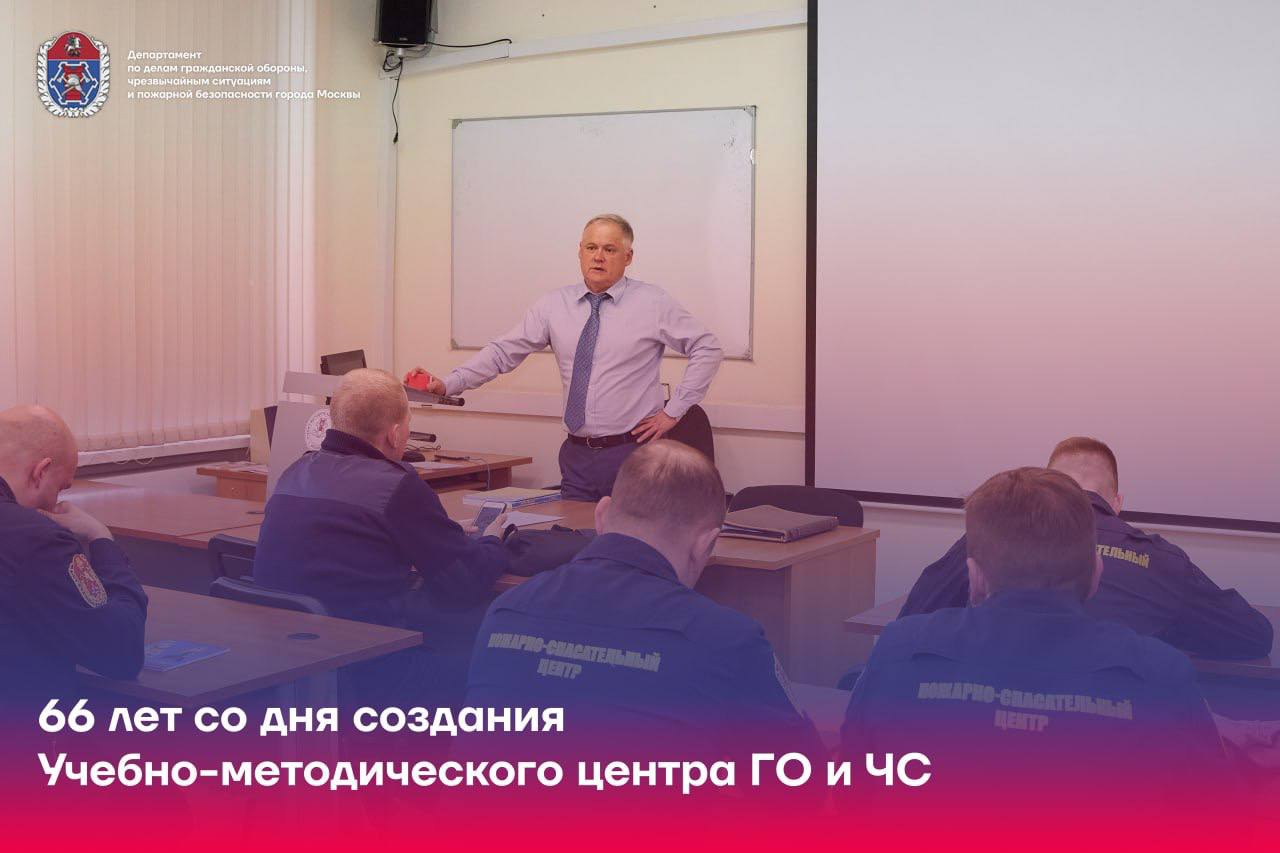 Департамент
по делам гражданской обороны,
чрезвычайным ситуациям
и пожарной безопасности города Москвы
ПОЖАРНО-СПАСАТЕЛЬНЫЙ
ЦЕНТР
ПОЖАРНО-СПАСАТЕЛЬНЫЙ
ЦЕНТР
66 лет со дня создания
Учебно-методического центра ГО и ЧС